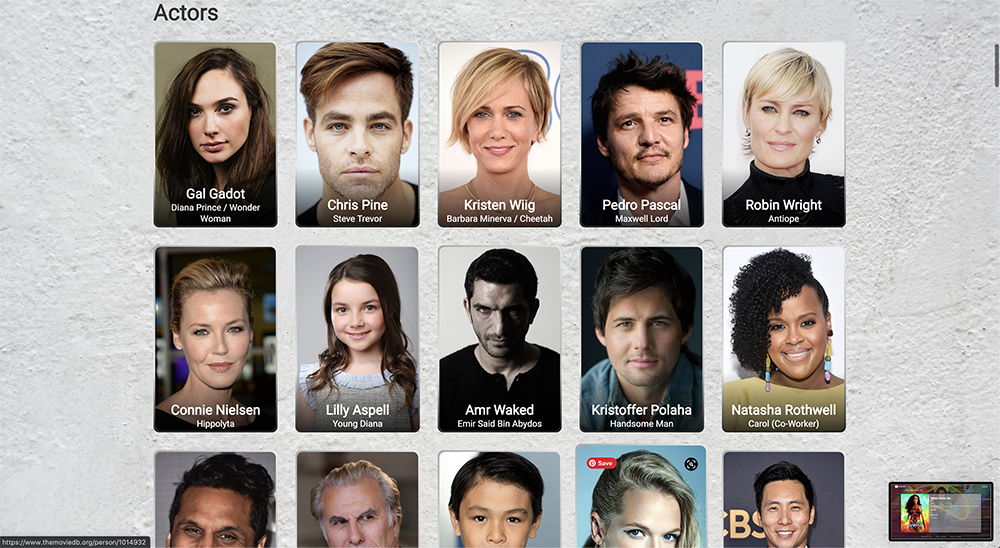 Actors
Gal Gadot
Diana Prince / Wonder
Woman
Chris Pine
Steve Trevor
Kristen Wiig
Barbara Minerva / Cheetah
Pedro Pascal
Maxwell Lord
Robin Wright
Antiope
Connie Nielsen
Hippolyta
Lilly Aspell
Young Diana
Amr Waked
Emir Said Bin Abydos
Kristoffer Polaha
Handsome Man
Natasha Rothwell
Carol (Co-Worker)
Save
CBS
https://www.themoviedb.org/person/1014932